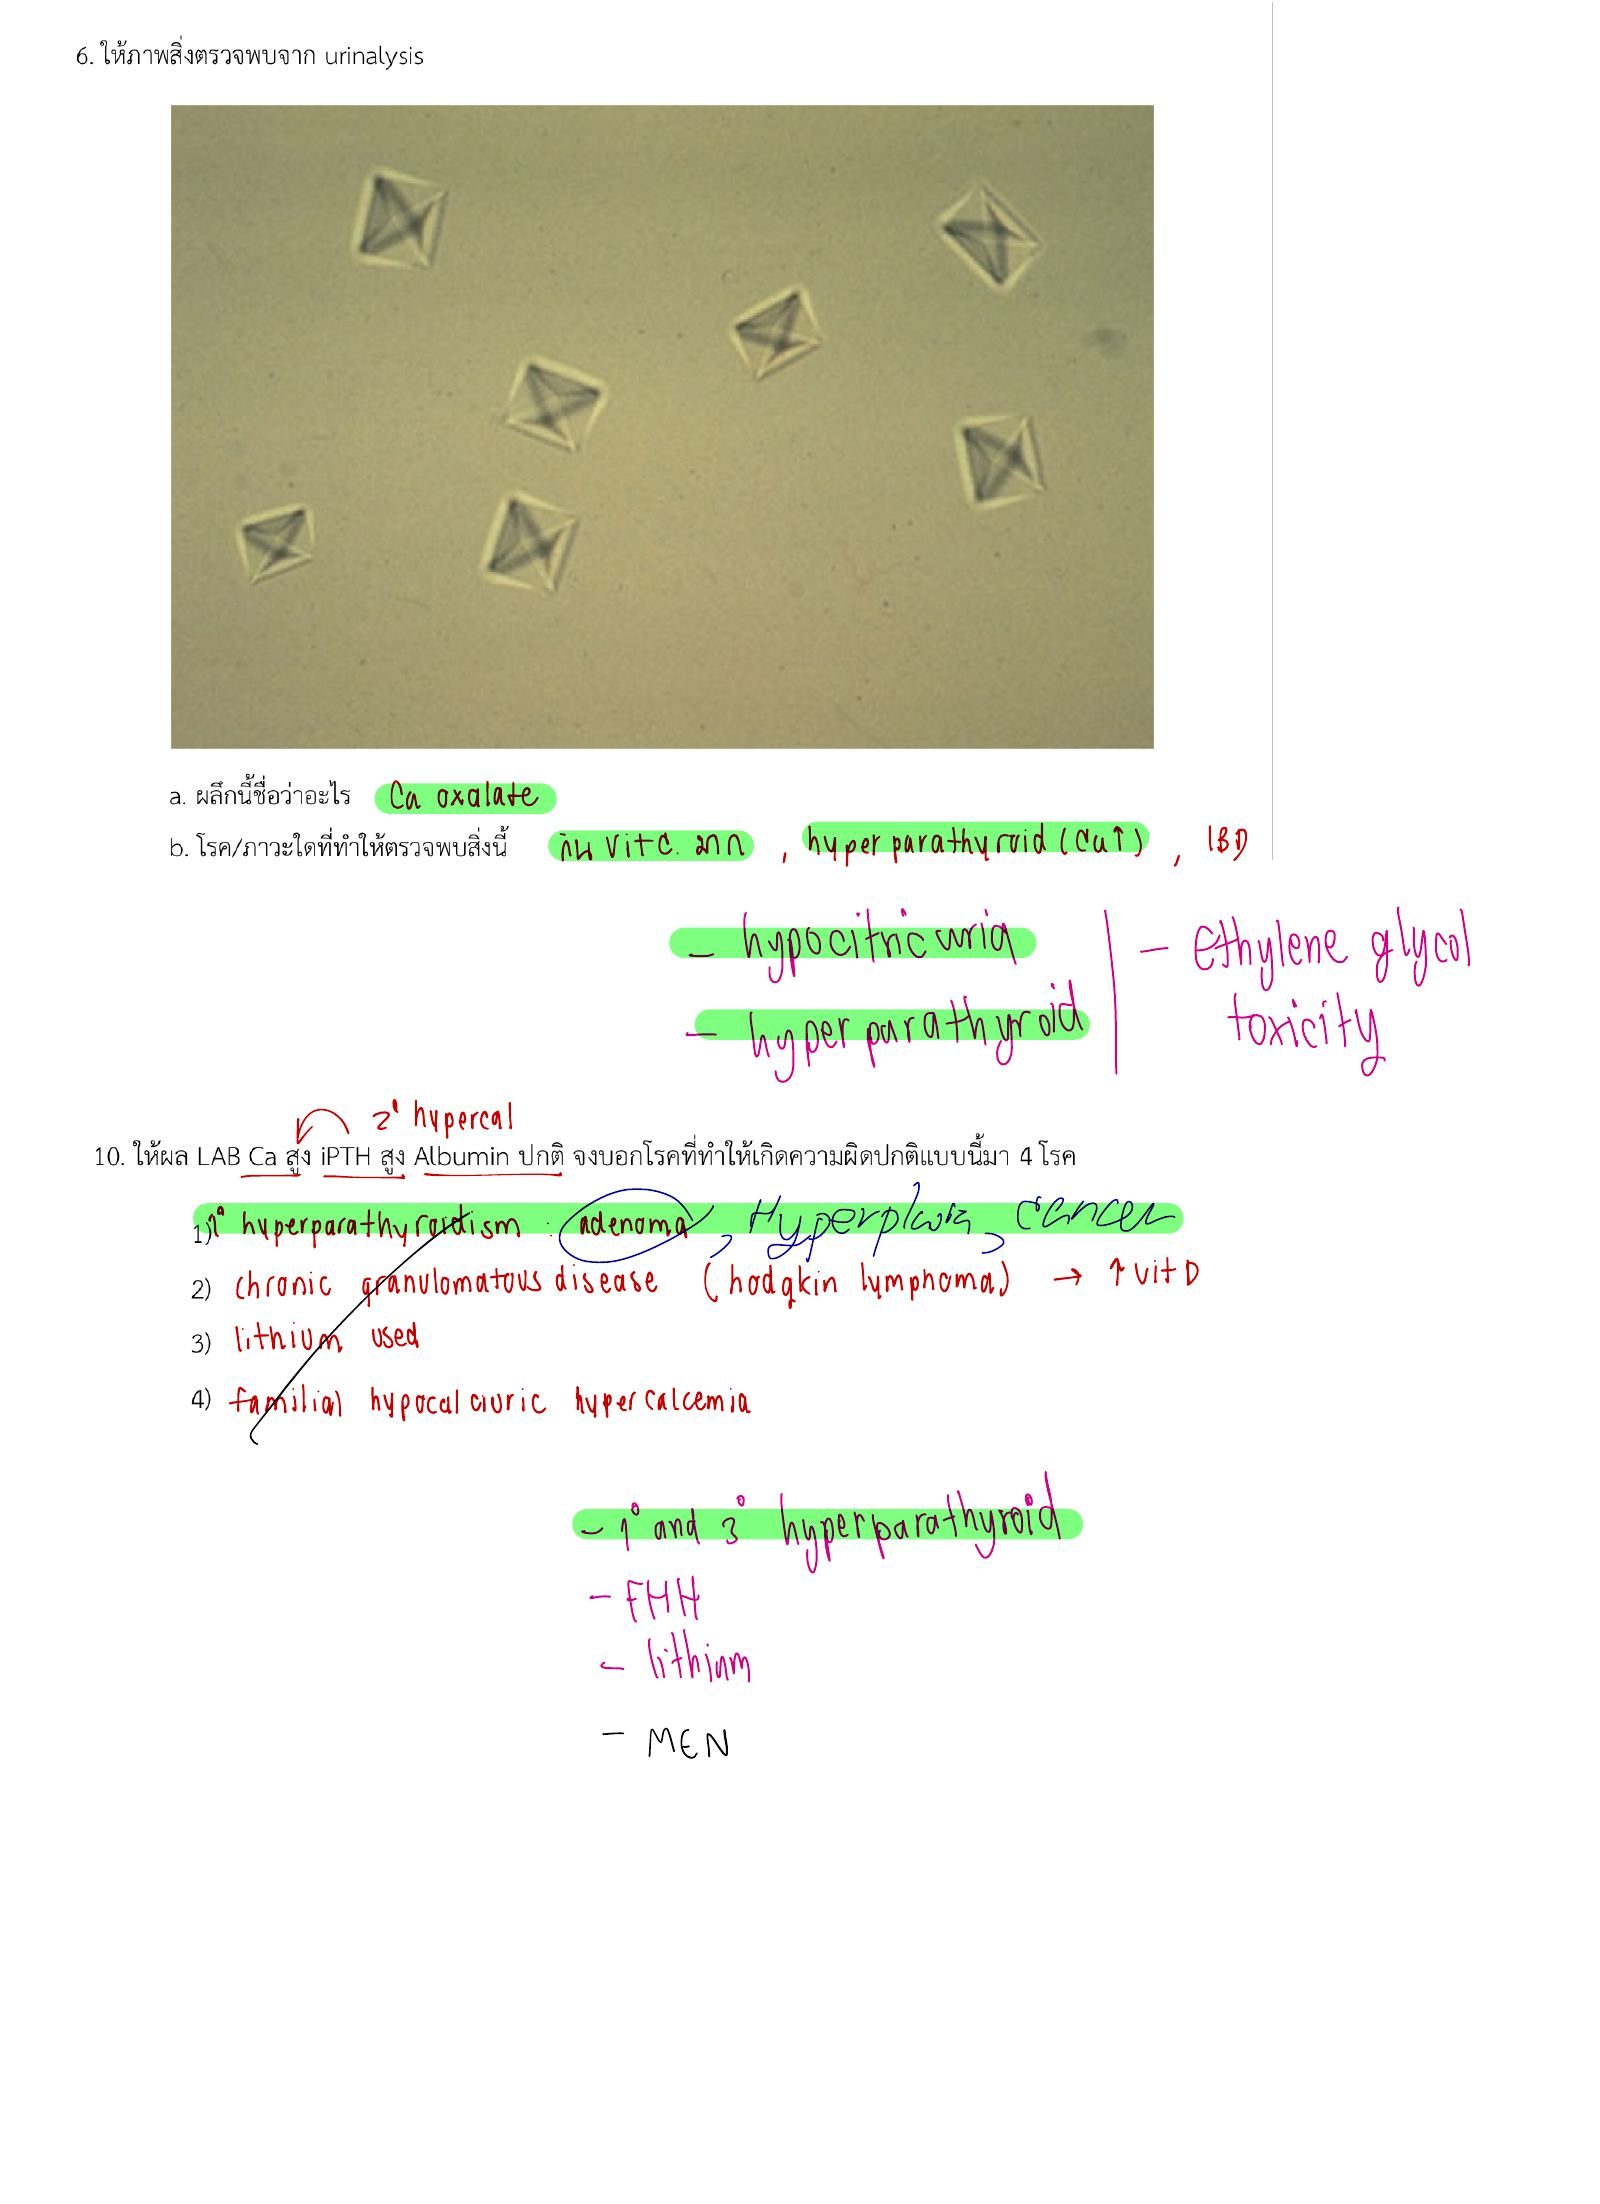 6. ให้ภาพสิ่งตรวจพบจาก urinalysis
a. ผลึกนี้ชื่อว่าอะไร Ca oxalate
b. โรค/ภาวะใดที่ทำให้ตรวจพบสิ่งนี้ กิน vit c. มาก , hyperparathyroid (Ca↑) , IBD
- hypocitric uria
- hyperparathyroid
- Ethylene glycol
toxicity
2° hypercal
10. ให้ผล LAB Ca สูง iPTH สูง Albumin ปกติ จงบอกโรคที่ทำให้เกิดความผิดปกติแบบนี้มา 4 โรค
1) 1° hyperparathyroidism : adenoma, Hyperplasia, cancer
2) chronic granulomatous disease (hodgkin lymphoma) → ↑ vit D
3) lithium used
4) familial hypocalciuric hypercalcemia
- 1° and 3° hyperparathyroid
- FHH
- lithium
- MEN